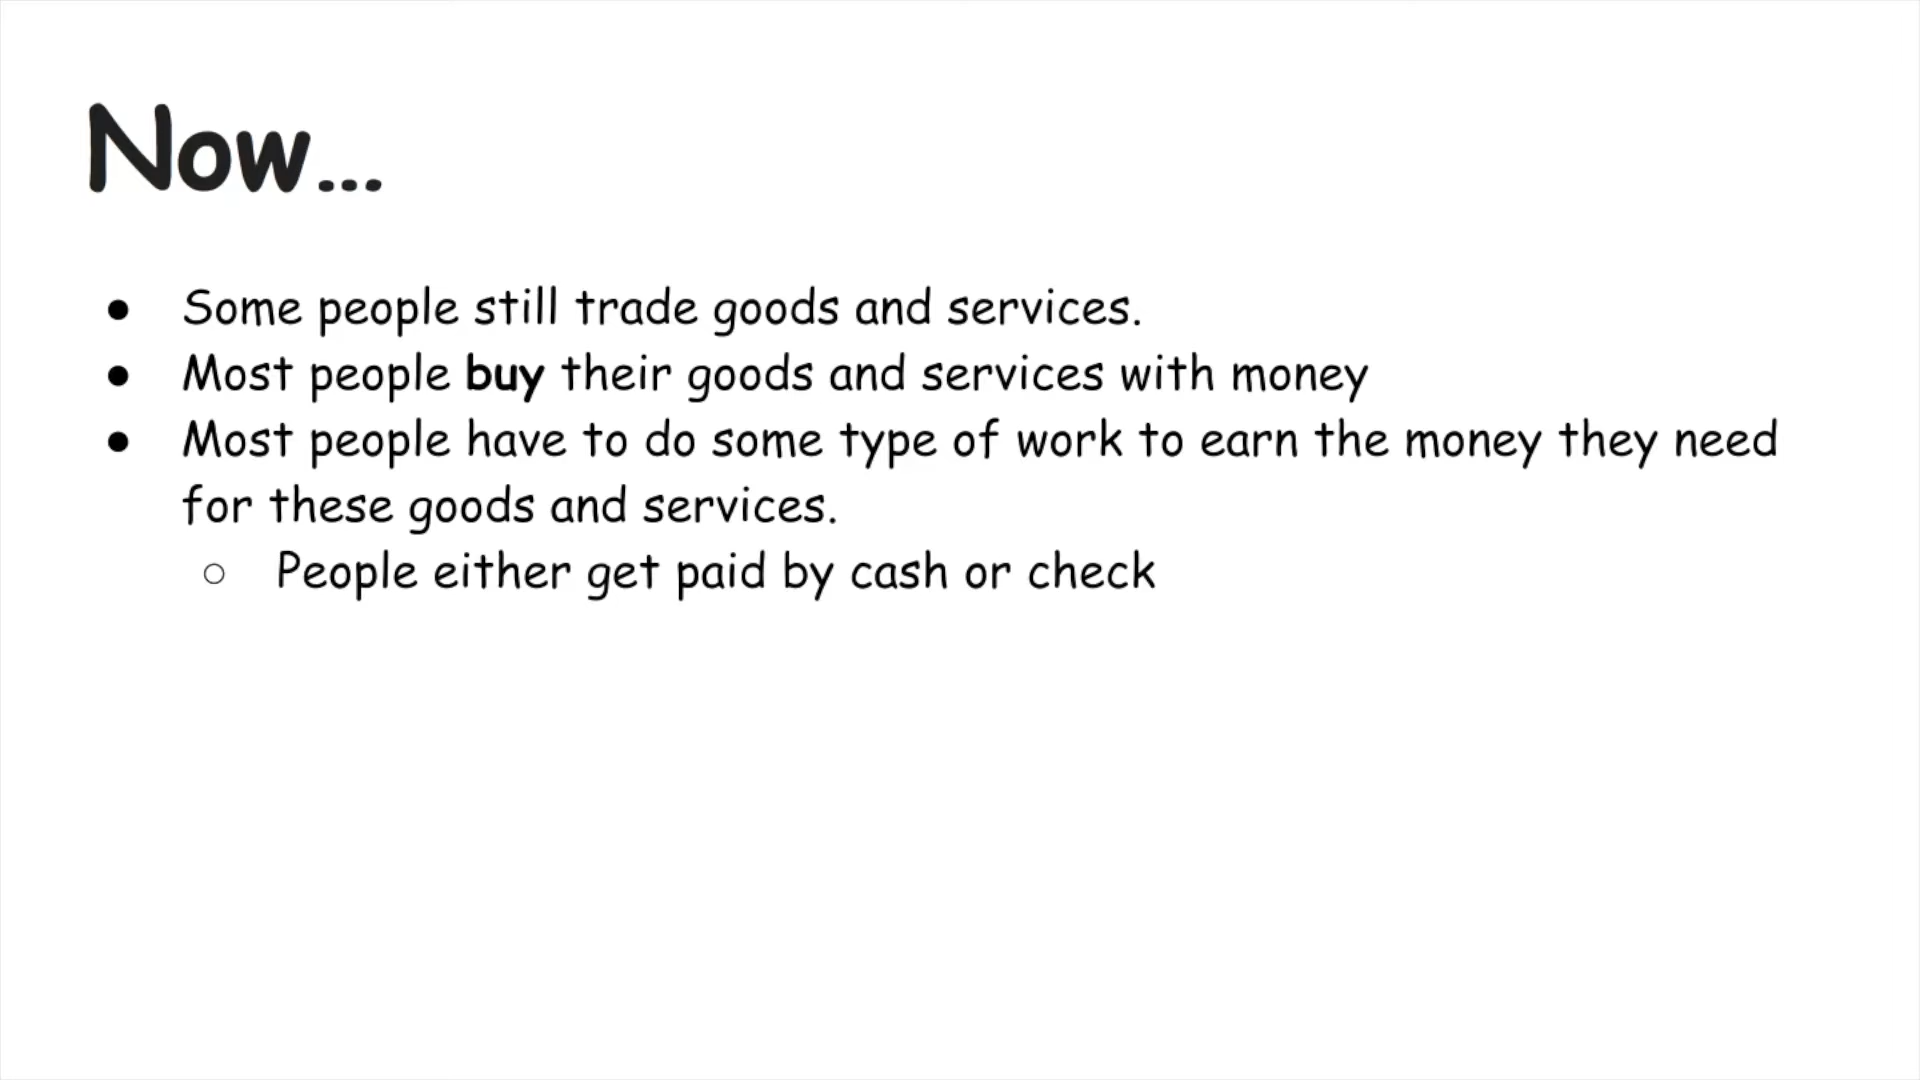 Now...
● Some people still trade goods and services.
● Most people buy their goods and services with money
● Most people have to do some type of work to earn the money they need
for these goods and services.
○ People either get paid by cash or check